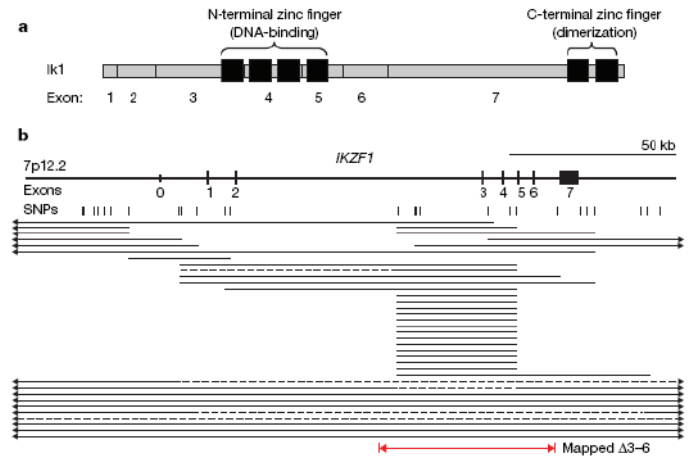 a
N-terminal zinc finger
(DNA-binding)
C-terminal zinc finger
(dimerization)
Ik1
Exon: 1 2 3 4 5 6 7
b
7p12.2
IKZF1
50 kb
Exons 0 1 2 3 4 5 6 7
SNPs
Mapped Δ3–6